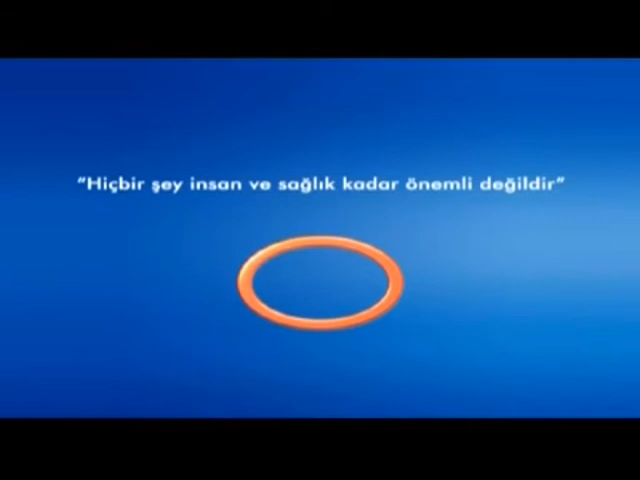 “Hiçbir şey insan ve sağlık kadar önemli değildir”